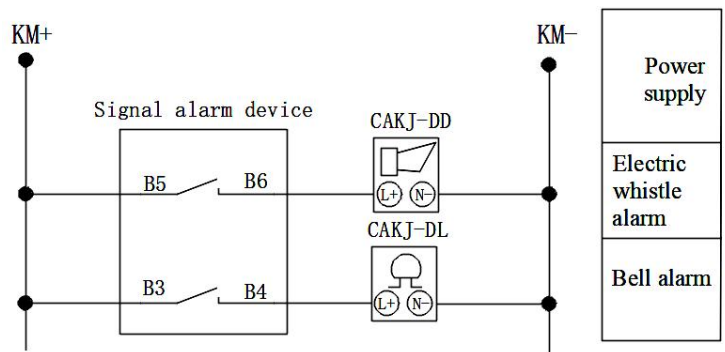 KM+
KM-
Power
supply
Signal alarm device
CAKJ-DD
Electric
whistle
alarm
B5
B6
L+
N-
CAKJ-DL
Bell alarm
B3
B4
L+
N-